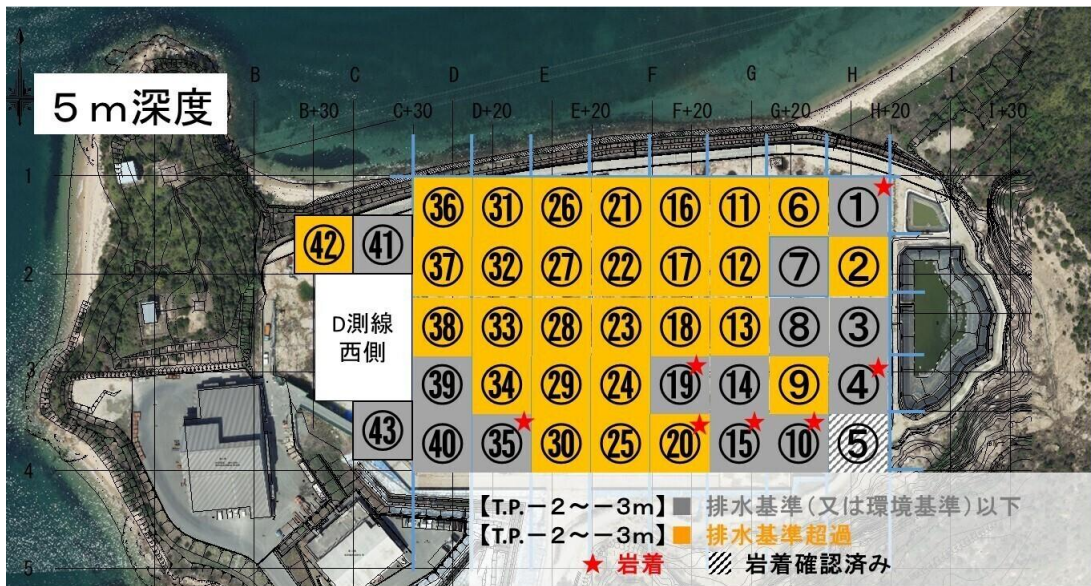 5m深度
B C D E F G H I
B+30 C+30 D+20 E+20 F+20 G+20 H+20 I+30
1
㊱ ㉛ ㉖ ㉑ ⑯ ⑪ ⑥ ① ★
㊷ ㊶
㊲ ㉜ ㉗ ㉒ ⑰ ⑫ ⑦ ②
2
D測線
西側
㊳ ㉝ ㉘ ㉓ ⑱ ⑬ ⑧ ③
3
㊴ ㉞ ㉙ ㉔ ⑲ ★ ⑭ ⑨ ④ ★
㊸
㊵ ㉟ ★ ㉚ ㉕ ⑳ ★ ⑮ ★ ⑩ ★ ⑤
4
【T.P.-2~-3m】 ■ 排水基準(又は環境基準)以下
【T.P.-2~-3m】 ■ 排水基準超過
★ 岩着 岩着確認済み
5